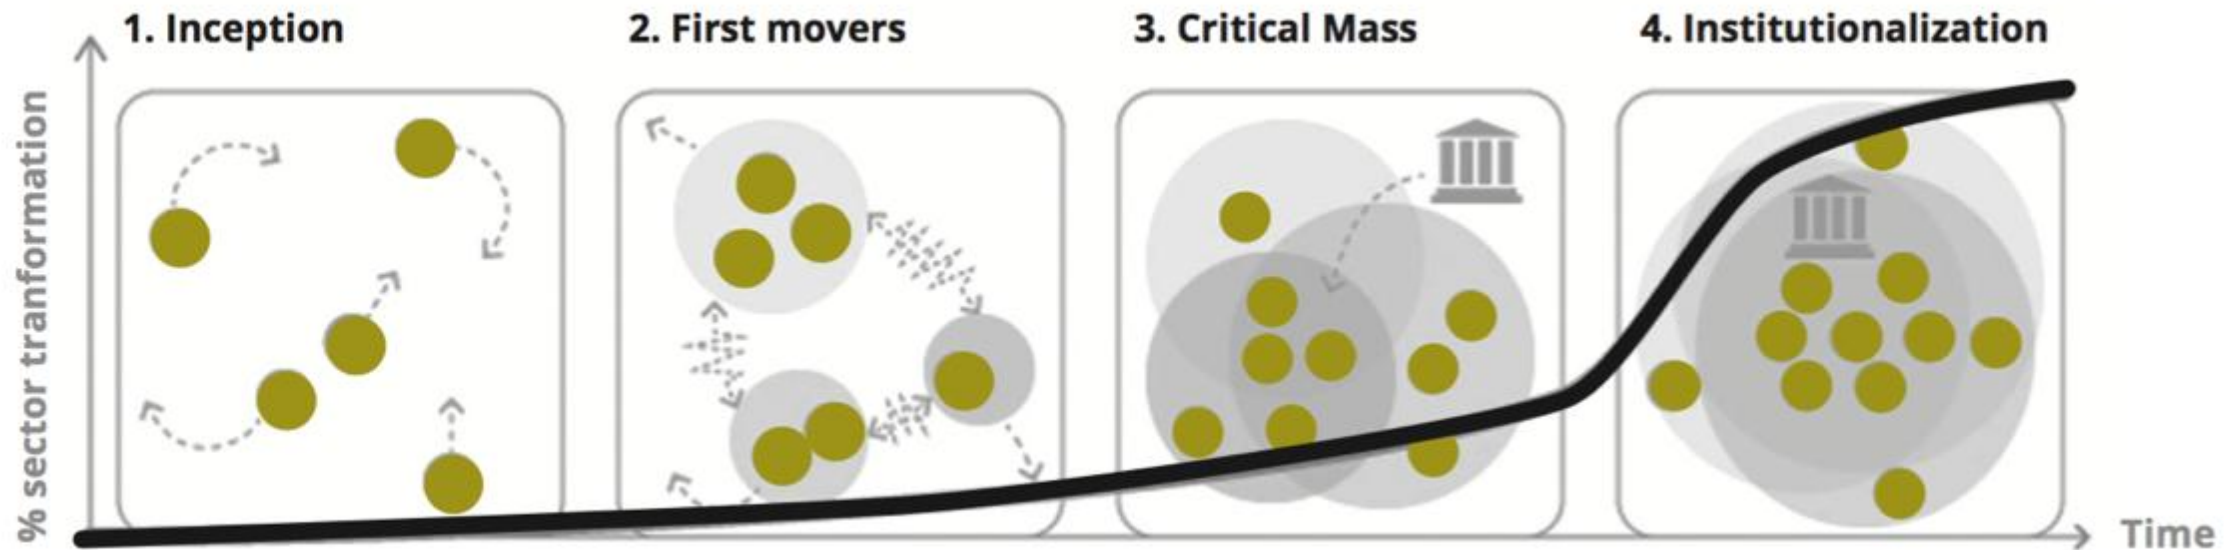 1. Inception
2. First movers
3. Critical Mass
4. Institutionalization
% sector tranformation
Time